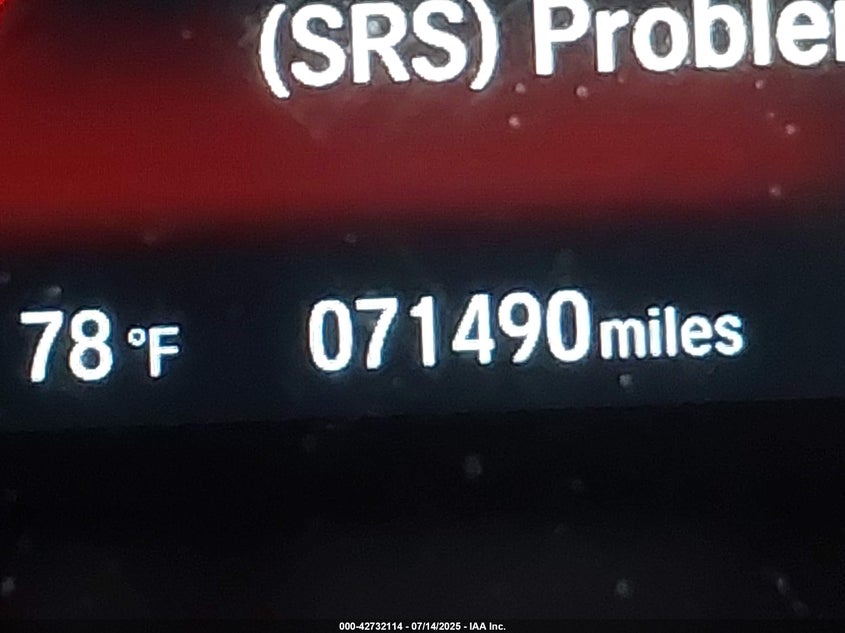 (SRS) Proble
78 °F 071490 miles
000-42732114 - 07/14/2025 - IAA Inc.